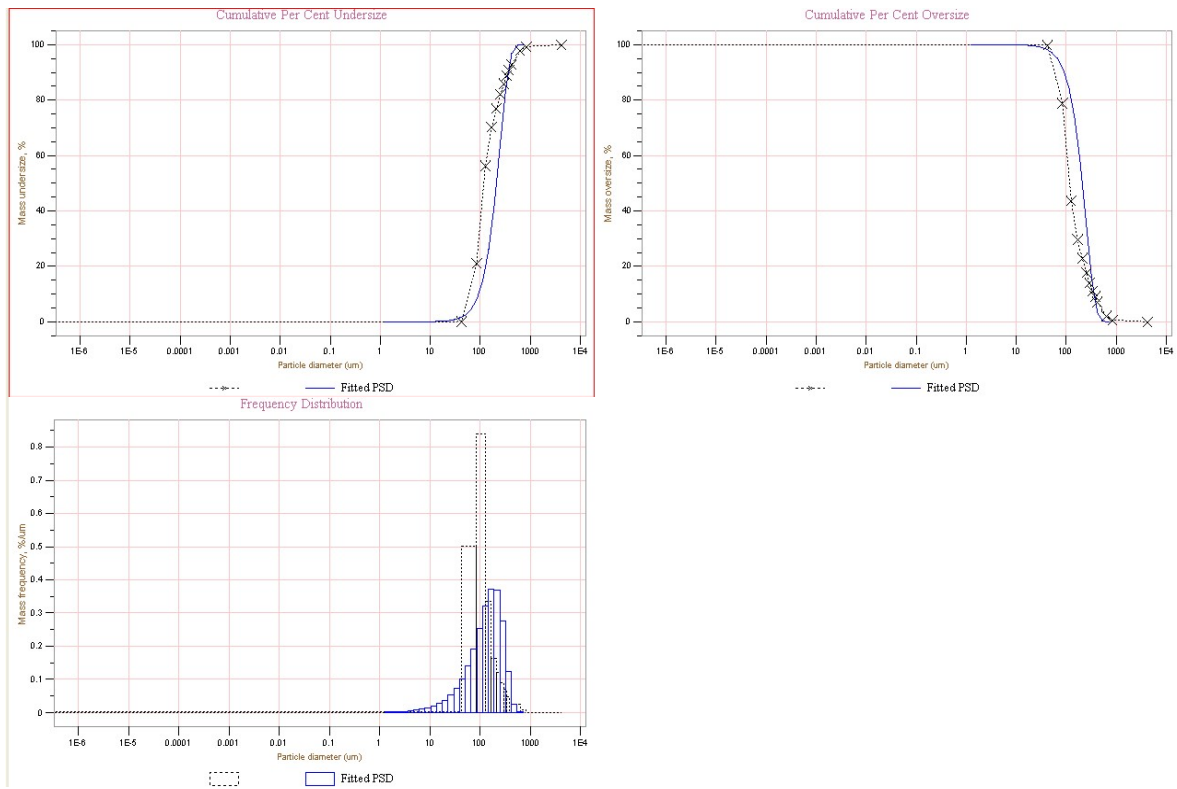 Cumulative Per Cent Undersize
100
80
60
40
20
0
Mass undersize, %
1E-6 1E-5 0.0001 0.001 0.01 0.1 1 10 100 1000 1E4
Particle diameter (um)
Fitted PSD
Cumulative Per Cent Oversize
100
80
60
40
20
0
Mass oversize, %
1E-6 1E-5 0.0001 0.001 0.01 0.1 1 10 100 1000 1E4
Particle diameter (um)
Fitted PSD
Frequency Distribution
0.8
0.7
0.6
0.5
0.4
0.3
0.2
0.1
0
Mass frequency, %/um
1E-6 1E-5 0.0001 0.001 0.01 0.1 1 10 100 1000 1E4
Particle diameter (um)
Fitted PSD